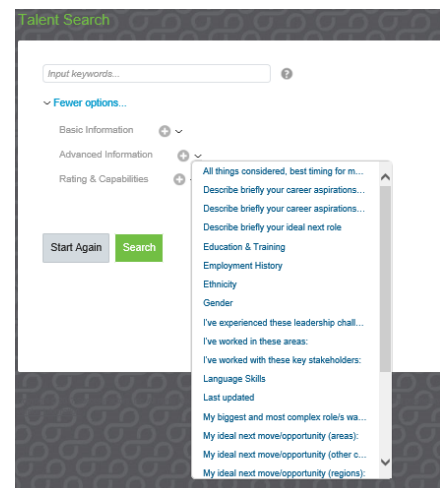 Talent Search
Input keywords...
Fewer options...
Basic Information
Advanced Information
Rating & Capabilities
Start Again
Search
All things considered, best timing for m...
Describe briefly your career aspirations...
Describe briefly your career aspirations...
Describe briefly your ideal next role
Education & Training
Employment History
Ethnicity
Gender
I've experienced these leadership chall...
I've worked in these areas:
I've worked with these key stakeholders:
Language Skills
Last updated
My biggest and most complex role/s wa...
My ideal next move/opportunity (areas):
My ideal next move/opportunity (other c...
My ideal next move/opportunity (regions):